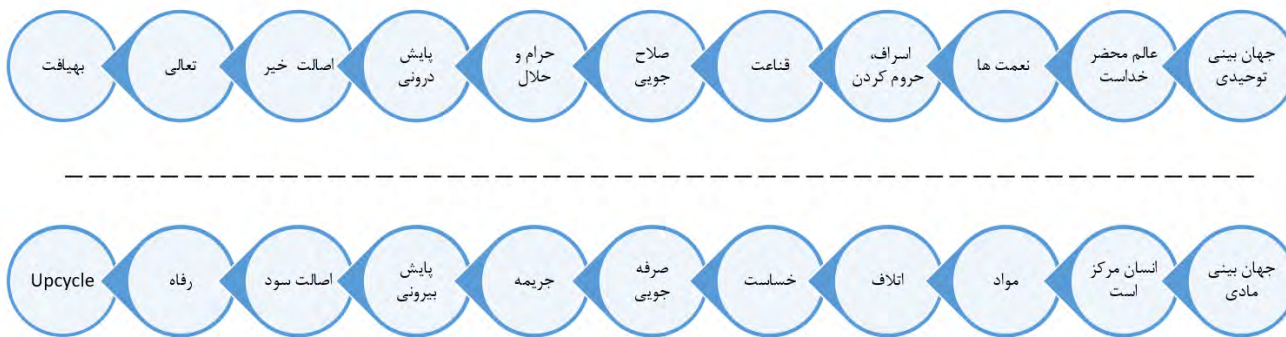 جهان بینی
توحیدی
عالم محضر
خداست
نعمت ها
اسراف،
حروم کردن
قناعت
صلاح
جویی
حرام و
حلال
پایش
درونی
اصالت خیر
تعالی
بهیافت
جهان بینی
مادی
انسان مرکز
است
مواد
اتلاف
خساست
صرفه
جویی
جریمه
پایش
بیرونی
اصالت سود
رفاه
Upcycle